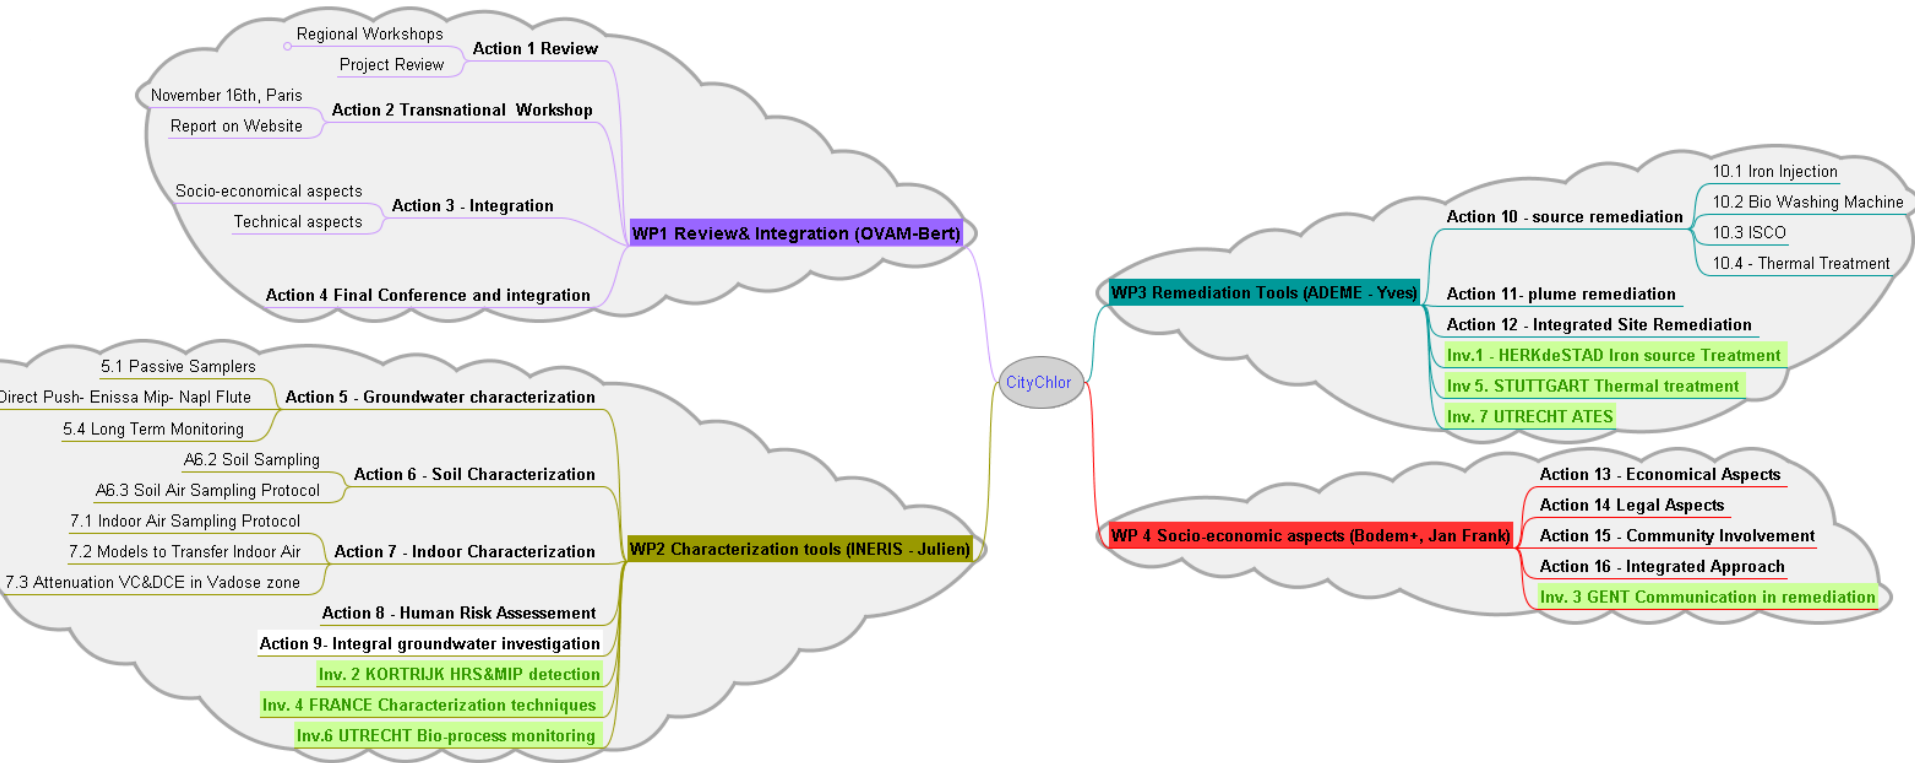 Regional Workshops
Project Review
Action 1 Review
November 16th, Paris
Report on Website
Action 2 Transnational  Workshop
Socio-economical aspects
Technical aspects
Action 3 - Integration
Action 4 Final Conference and integration
WP1 Review& Integration (OVAM-Bert)
5.1 Passive Samplers
Direct Push- Enissa Mip- Napl Flute
5.4 Long Term Monitoring
Action 5 - Groundwater characterization
A6.2 Soil Sampling
A6.3 Soil Air Sampling Protocol
Action 6 - Soil Characterization
7.1 Indoor Air Sampling Protocol
7.2 Models to Transfer Indoor Air
7.3 Attenuation VC&DCE in Vadose zone
Action 7 - Indoor Characterization
Action 8 - Human Risk Assessement
Action 9- Integral groundwater investigation
Inv. 2 KORTRIJK HRS&MIP detection
Inv. 4 FRANCE Characterization techniques
Inv.6 UTRECHT Bio-process monitoring
WP2 Characterization tools (INERIS - Julien)
CityChlor
WP3 Remediation Tools (ADEME - Yves)
Action 10 - source remediation
10.1 Iron Injection
10.2 Bio Washing Machine
10.3 ISCO
10.4 - Thermal Treatment
Action 11- plume remediation
Action 12 - Integrated Site Remediation
Inv.1 - HERKdeSTAD Iron source Treatment
Inv 5. STUTTGART Thermal treatment
Inv. 7 UTRECHT ATES
WP 4 Socio-economic aspects (Bodem+, Jan Frank)
Action 13 - Economical Aspects
Action 14 Legal Aspects
Action 15 - Community Involvement
Action 16 - Integrated Approach
Inv. 3 GENT Communication in remediation